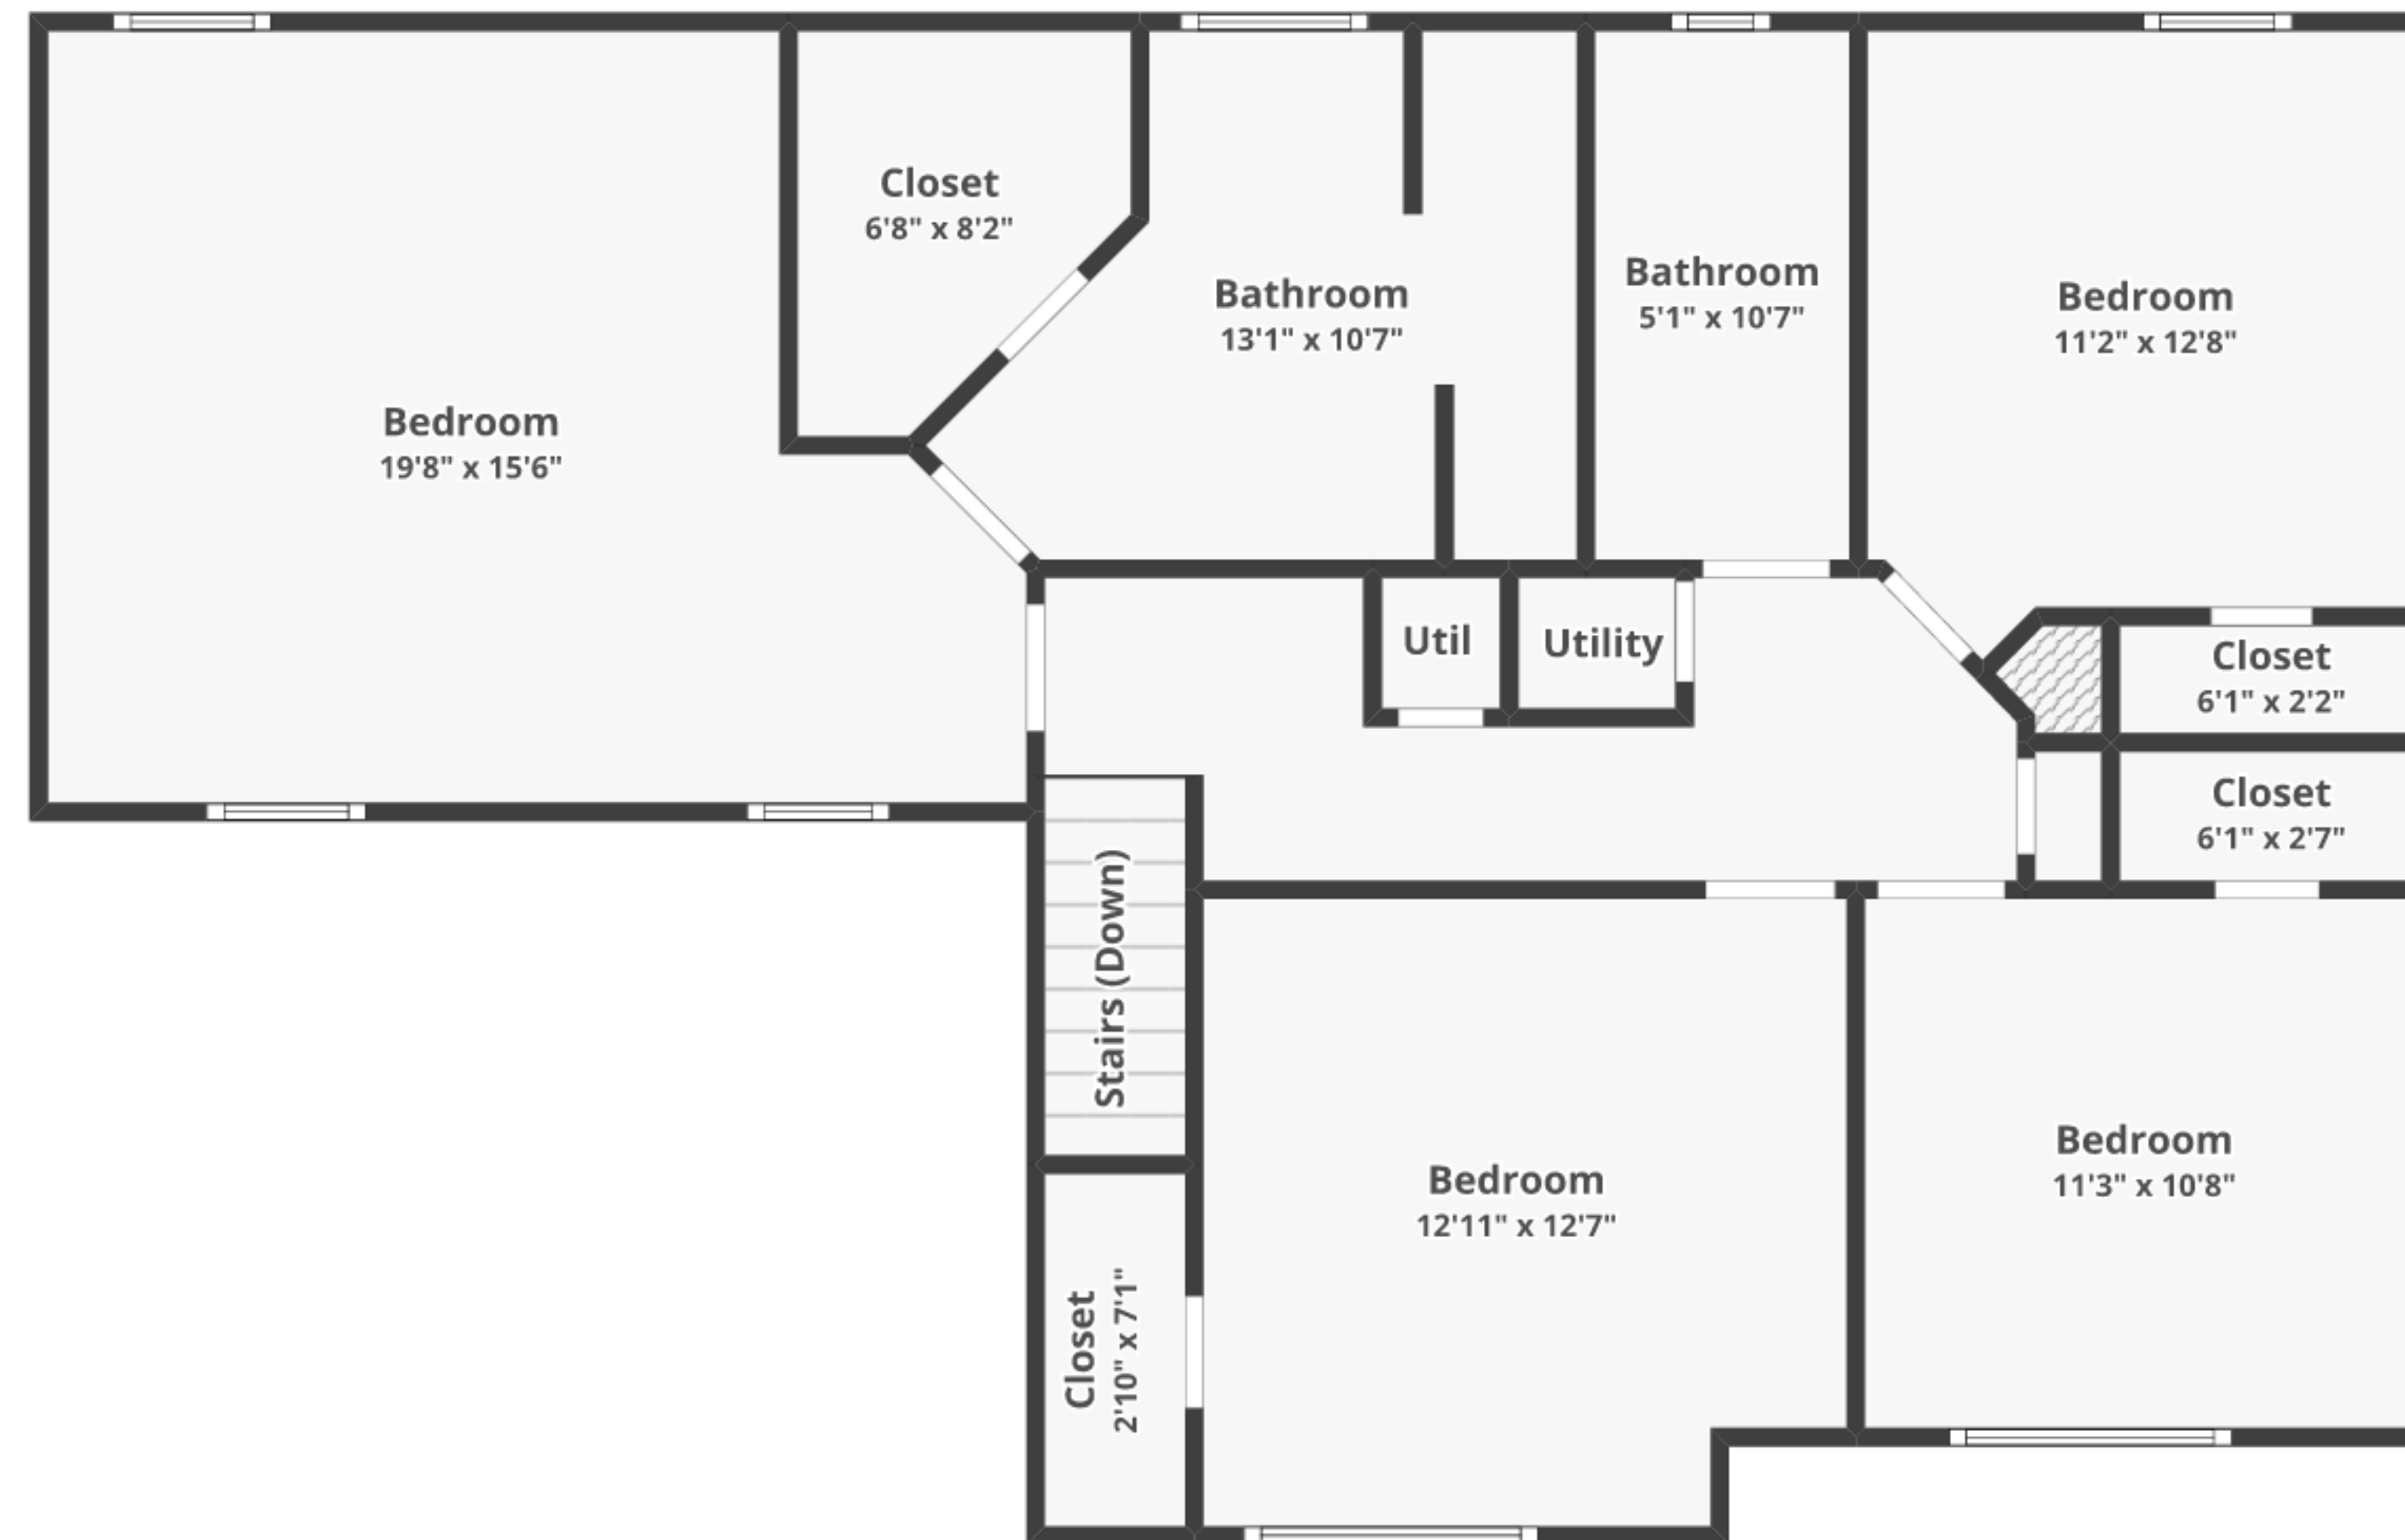 Closet
6'8" x 8'2"
Bathroom
13'1" x 10'7"
Bathroom
5'1" x 10'7"
Bedroom
11'2" x 12'8"
Bedroom
19'8" x 15'6"
Util
Utility
Closet
6'1" x 2'2"
Closet
6'1" x 2'7"
Stairs (Down)
Bedroom
12'11" x 12'7"
Bedroom
11'3" x 10'8"
Closet
2'10" x 7'1"